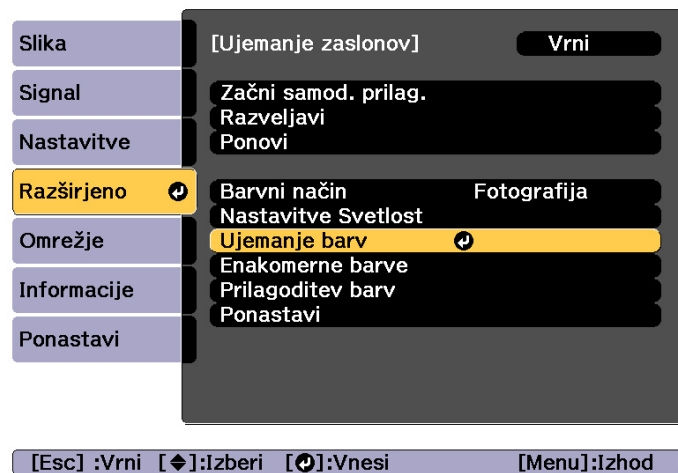 Slika
Signal
Nastavitve
Razširjeno
Omrežje
Informacije
Ponastavi
[Ujemanje zaslonov] Vrni
Začni samod. prilag.
Razveljavi
Ponovi
Barvni način Fotografija
Nastavitve Svetlost
Ujemanje barv
Enakomerne barve
Prilagoditev barv
Ponastavi
[Esc] :Vrni [◆]:Izberi [⏎]:Vnesi [Menu]:Izhod